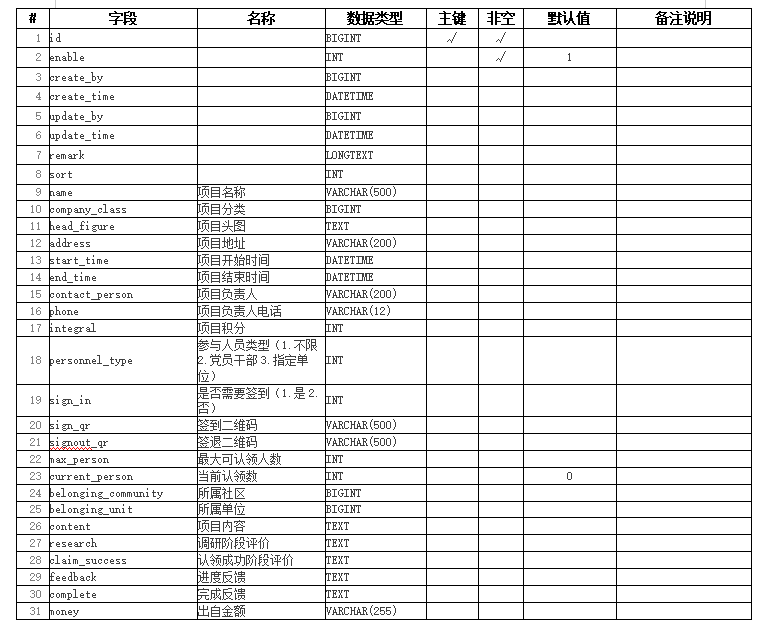 # 字段 名称 数据类型 主键 非空 默认值 备注说明
1 id BIGINT √ √
2 enable INT √ 1
3 create_by BIGINT
4 create_time DATETIME
5 update_by BIGINT
6 update_time DATETIME
7 remark LONGTEXT
8 sort INT
9 name 项目名称 VARCHAR(500)
10 company_class 项目分类 BIGINT
11 head_figure 项目头图 TEXT
12 address 项目地址 VARCHAR(200)
13 start_time 项目开始时间 DATETIME
14 end_time 项目结束时间 DATETIME
15 contact_person 项目负责人 VARCHAR(200)
16 phone 项目负责人电话 VARCHAR(12)
17 integral 项目积分 INT
参与人员类型（1.不限
18 personnel_type 2.党员干部 3.指定单 INT
位）
是否需要签到（1.是 2.
19 sign_in 否） INT
20 sign_qr 签到二维码 VARCHAR(500)
21 signout_qr 签退二维码 VARCHAR(500)
22 max_person 最大可认领人数 INT
23 current_person 当前认领数 INT 0
24 belonging_community 所属社区 BIGINT
25 belonging_unit 所属单位 BIGINT
26 content 项目内容 TEXT
27 research 调研阶段评价 TEXT
28 claim_success 认领成功阶段评价 TEXT
29 feedback 进度反馈 TEXT
30 complete 完成反馈 TEXT
31 money 出自金额 VARCHAR(255)